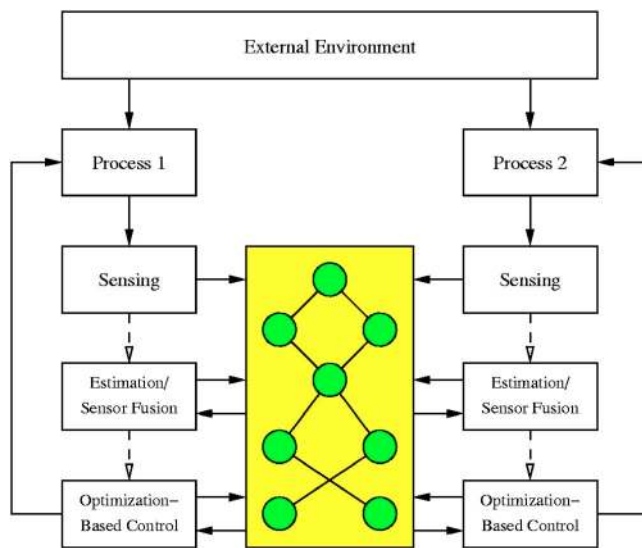 External Environment
Process 1
Process 2
Sensing
Sensing
Estimation/
Sensor Fusion
Estimation/
Sensor Fusion
Optimization-
Based Control
Optimization-
Based Control